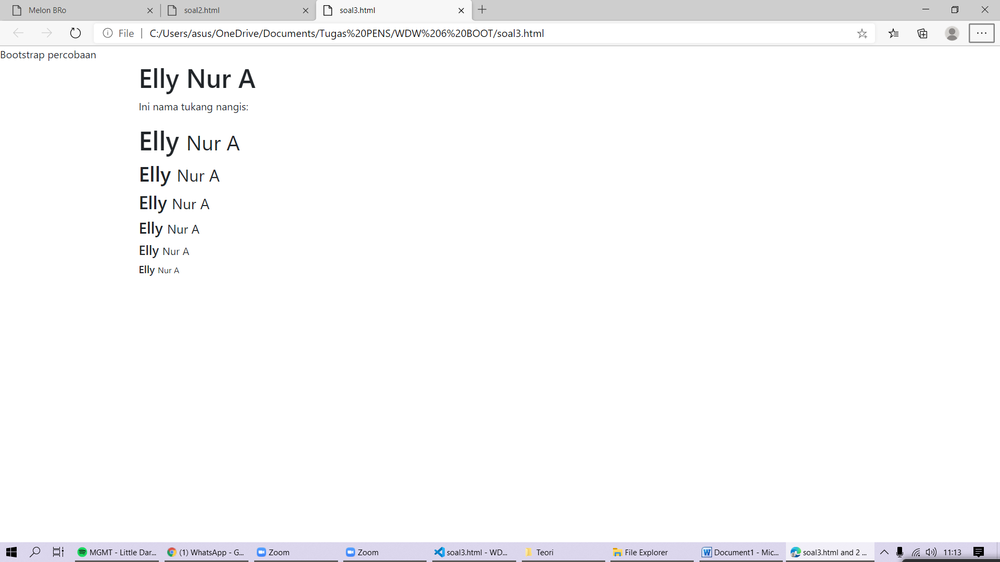 Melon BRo
soal2.html
soal3.html
File
C:/Users/asus/OneDrive/Documents/Tugas%20PENS/WDW%206%20BOOT/soal3.html
Bootstrap percobaan
Elly Nur A
Ini nama tukang nangis:
Elly Nur A
Elly Nur A
Elly Nur A
Elly Nur A
Elly Nur A
Elly Nur A
MGMT - Little Dar...
(1) WhatsApp - G...
Zoom
Zoom
soal3.html - WD...
Teori
File Explorer
Document1 - Mic...
soal3.html and 2 ...
11:13